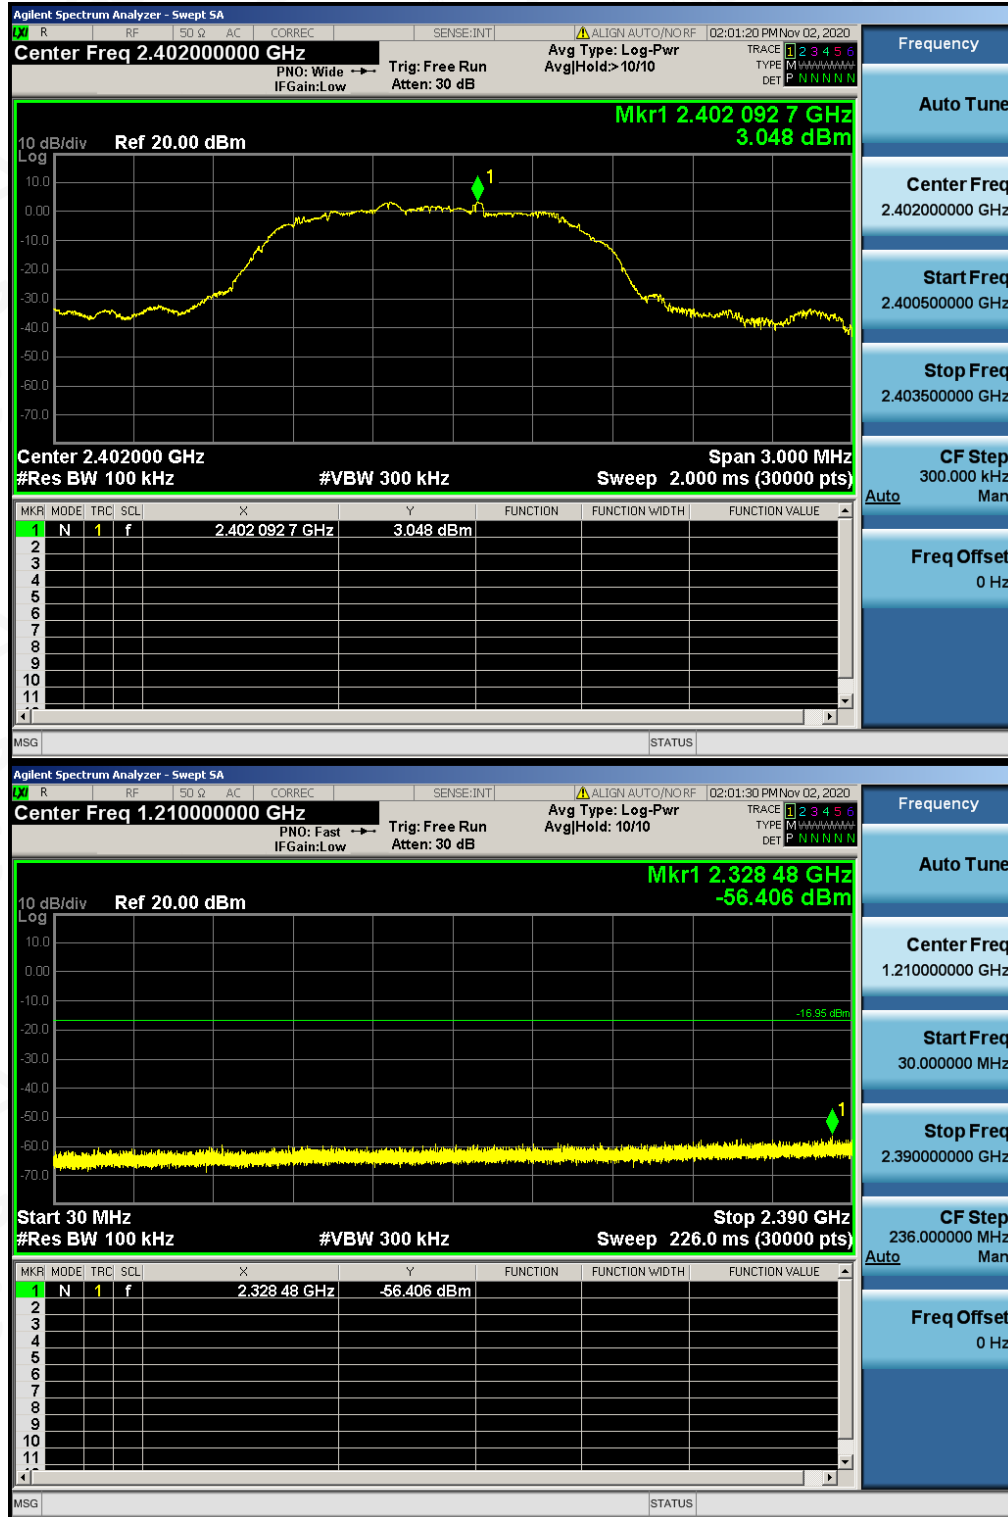 Agilent Spectrum Analyzer - Swept SA
LXI R RF 50 Ω AC CORREC SENSE:INT ALIGN AUTO/NO RF 02:01:20 PM Nov 02, 2020
Center Freq 2.402000000 GHz
PNO: Wide
IFGain:Low
Trig: Free Run
Atten: 30 dB
Avg Type: Log-Pwr
Avg|Hold:>10/10
TRACE 1 2 3 4 5 6
TYPE M WWWWW
DET P N N N N N
Mkr1 2.402 092 7 GHz
3.048 dBm
10 dB/div Ref 20.00 dBm
Log
10.0
0.00
-10.0
-20.0
-30.0
-40.0
-50.0
-60.0
-70.0
1
Center 2.402000 GHz Span 3.000 MHz
#Res BW 100 kHz #VBW 300 kHz Sweep 2.000 ms (30000 pts)
MKR MODE TRC SCL X Y FUNCTION FUNCTION WIDTH FUNCTION VALUE
1 N 1 f 2.402 092 7 GHz 3.048 dBm
2
3
4
5
6
7
8
9
10
11
MSG STATUS
Frequency
Auto Tune
Center Freq
2.402000000 GHz
Start Freq
2.400500000 GHz
Stop Freq
2.403500000 GHz
CF Step
300.000 kHz
Auto Man
Freq Offset
0 Hz
Agilent Spectrum Analyzer - Swept SA
LXI R RF 50 Ω AC CORREC SENSE:INT ALIGN AUTO/NO RF 02:01:30 PM Nov 02, 2020
Center Freq 1.210000000 GHz
PNO: Fast
IFGain:Low
Trig: Free Run
Atten: 30 dB
Avg Type: Log-Pwr
Avg|Hold: 10/10
TRACE 1 2 3 4 5 6
TYPE M WWWWW
DET P N N N N N
Mkr1 2.328 48 GHz
-56.406 dBm
10 dB/div Ref 20.00 dBm
Log
10.0
0.00
-10.0
-20.0
-30.0
-40.0
-50.0
-60.0
-70.0
-16.95 dBm
1
Start 30 MHz Stop 2.390 GHz
#Res BW 100 kHz #VBW 300 kHz Sweep 226.0 ms (30000 pts)
MKR MODE TRC SCL X Y FUNCTION FUNCTION WIDTH FUNCTION VALUE
1 N 1 f 2.328 48 GHz -56.406 dBm
2
3
4
5
6
7
8
9
10
11
MSG STATUS
Frequency
Auto Tune
Center Freq
1.210000000 GHz
Start Freq
30.000000 MHz
Stop Freq
2.390000000 GHz
CF Step
236.000000 MHz
Auto Man
Freq Offset
0 Hz